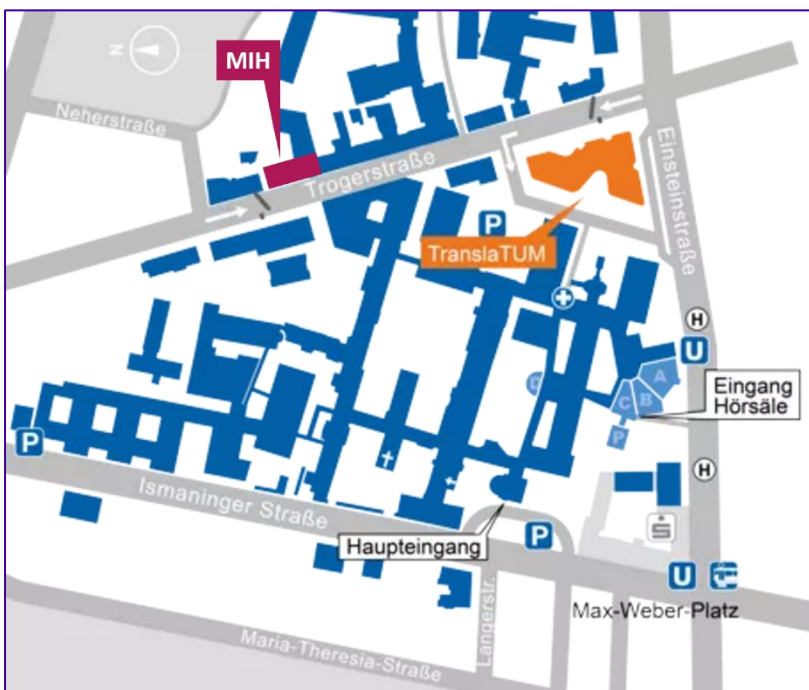 N
MIH
Neherstraße
Trogerstraße
Einsteinstraße
P
TranslaTUM
H
U
A
Eingang
Hörsäle
D
C
B
P
P
H
Ismaninger Straße
S
Haupteingang
P
U
Max-Weber-Platz
Langerstr.
Maria-Theresia-Straße